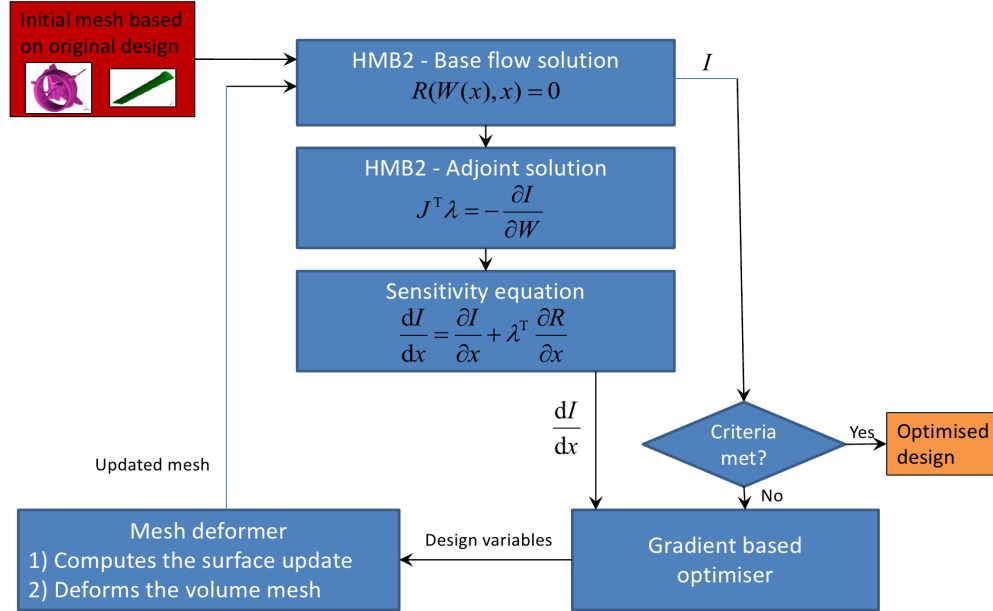 Initial mesh based
on original design
HMB2 - Base flow solution
R(W(x), x) = 0
I
HMB2 - Adjoint solution
J^T λ = − ∂I/∂W
Sensitivity equation
dI/dx = ∂I/∂x + λ^T ∂R/∂x
dI/dx
Criteria
met?
Yes
Optimised
design
No
Updated mesh
Mesh deformer
1) Computes the surface update
2) Deforms the volume mesh
Design variables
Gradient based
optimiser